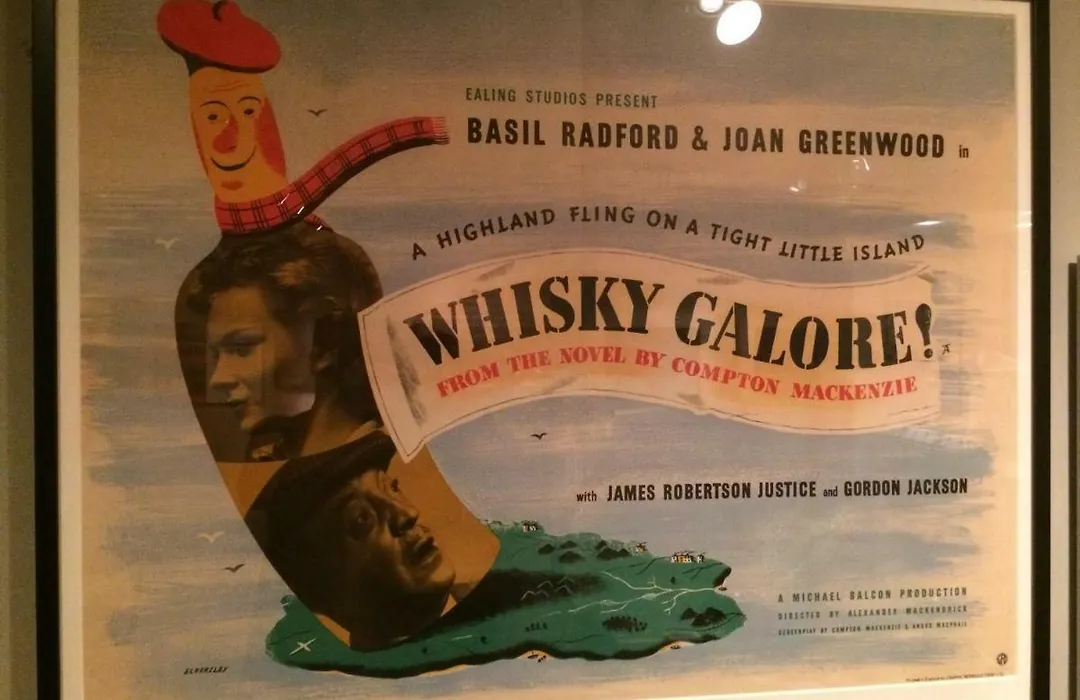 EALING STUDIOS PRESENT
BASIL RADFORD & JOAN GREENWOOD in
A HIGHLAND FLING ON A TIGHT LITTLE ISLAND
WHISKY GALORE!
FROM THE NOVEL BY COMPTON MACKENZIE
with JAMES ROBERTSON JUSTICE and GORDON JACKSON
A MICHAEL BALCON PRODUCTION
DIRECTED BY ALEXANDER MACKENDRICK
SCREENPLAY BY COMPTON MACKENZIE & ANGUS MACPHAIL